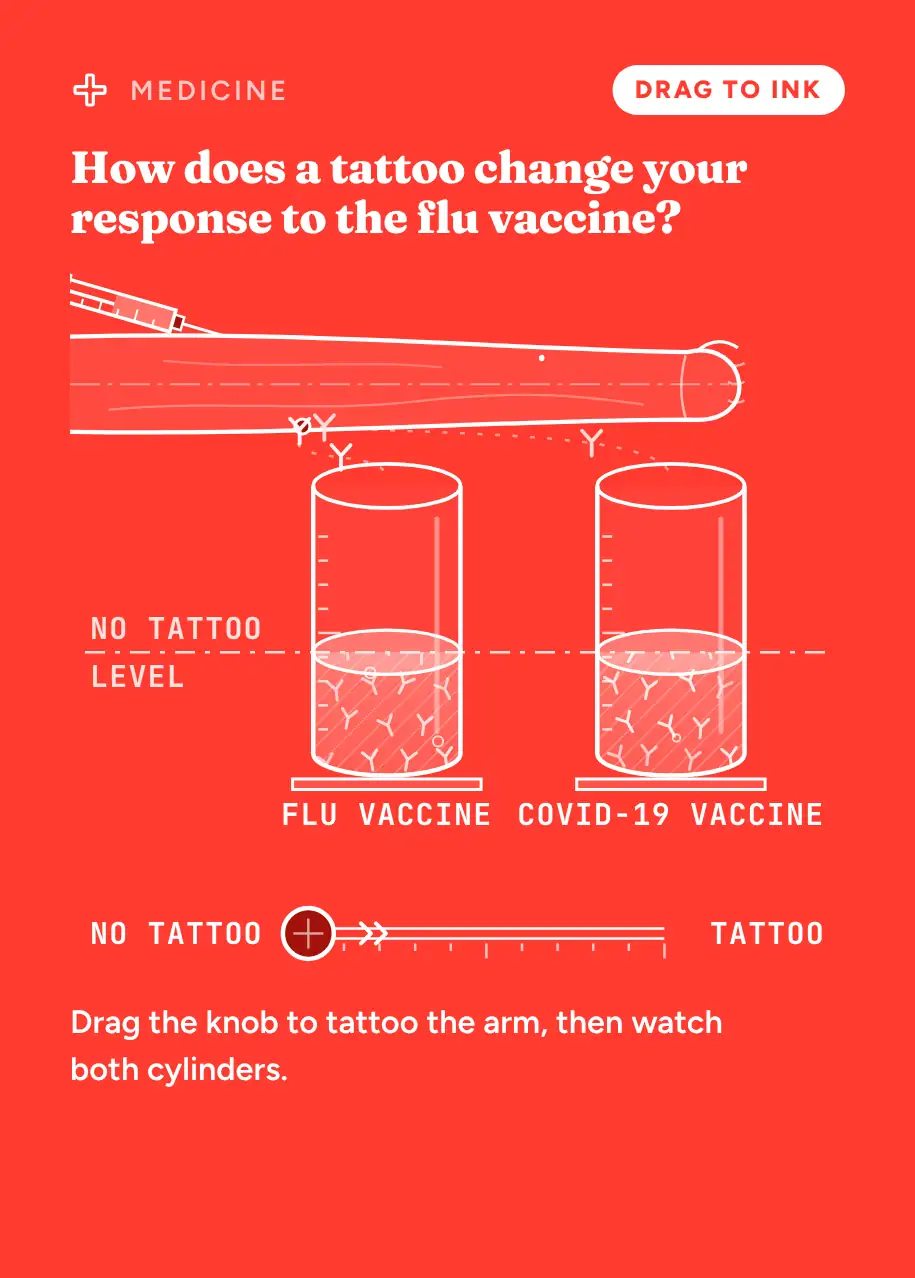 MEDICINE
DRAG TO INK
How does a tattoo change your
response to the flu vaccine?
NO TATTOO
LEVEL
FLU VACCINE
COVID-19 VACCINE
NO TATTOO
TATTOO
Drag the knob to tattoo the arm, then watch
both cylinders.